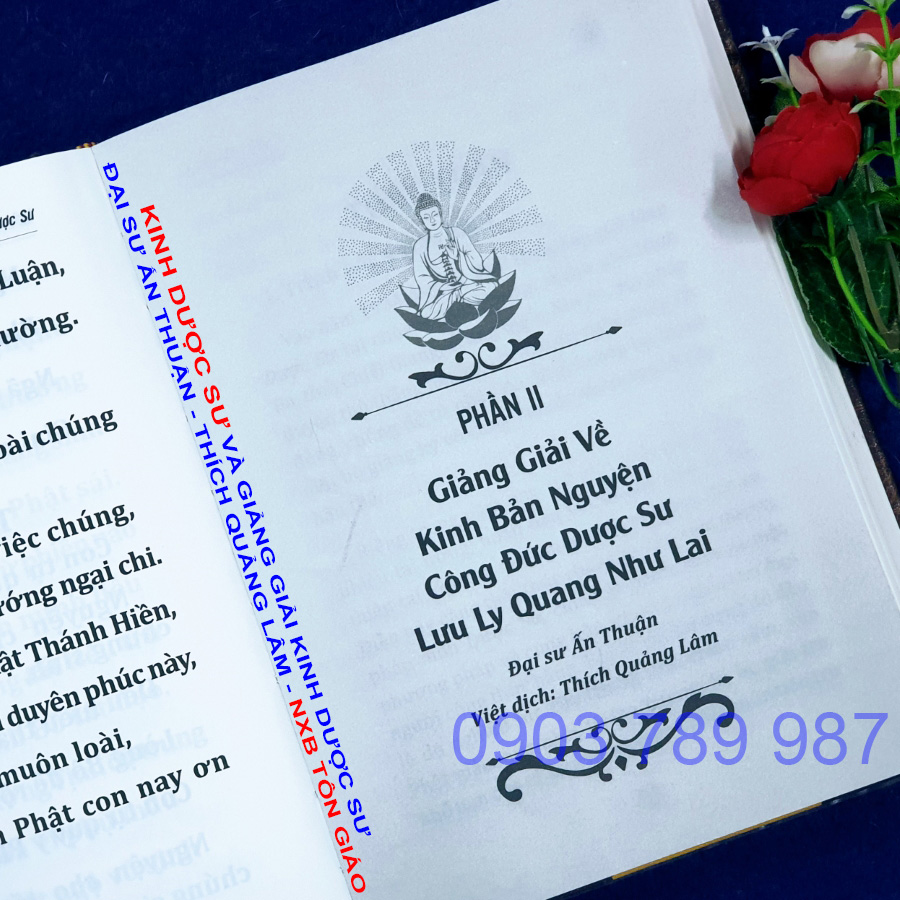 ược Sư
Luận,
ường.
oài chúng
việc chúng,
ướng ngại chi.
ật Thánh Hiền,
duyên phúc này,
muôn loài,
Phật con nay ơn
KINH DƯỢC SƯ VÀ GIẢNG GIẢI KINH DƯỢC SƯ
ĐẠI SƯ ẤN THUẬN - THÍCH QUẢNG LÂM - NXB TÔN GIÁO
PHẦN II
Giảng Giải Về
Kinh Bản Nguyện
Công Đức Dược Sư
Lưu Ly Quang Như Lai
Đại sư Ấn Thuận
Việt dịch: Thích Quảng Lâm
0903 789 987